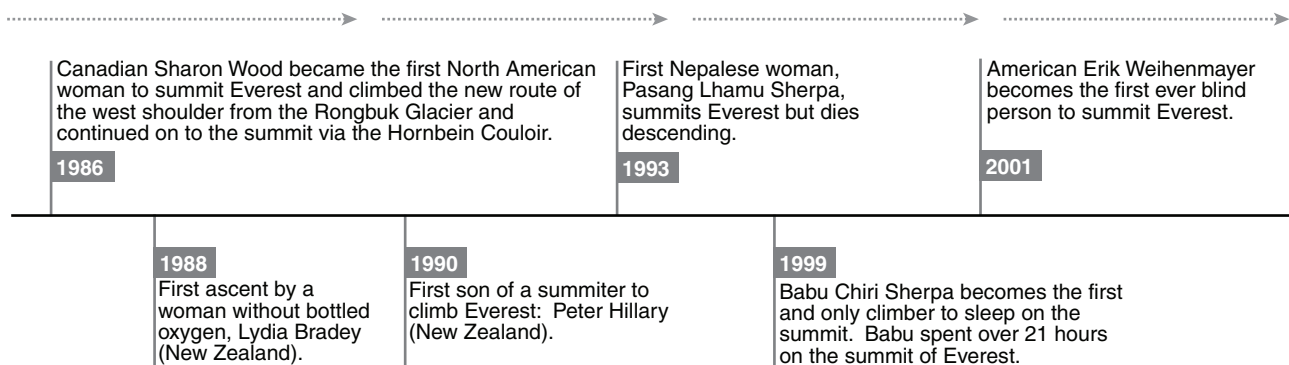 Canadian Sharon Wood became the first North American
woman to summit Everest and climbed the new route of
the west shoulder from the Rongbuk Glacier and
continued on to the summit via the Hornbein Couloir.
1986
First Nepalese woman,
Pasang Lhamu Sherpa,
summits Everest but dies
descending.
1993
American Erik Weihenmayer
becomes the first ever blind
person to summit Everest.
2001
1988
First ascent by a
woman without bottled
oxygen, Lydia Bradey
(New Zealand).
1990
First son of a summiter to
climb Everest:  Peter Hillary
(New Zealand).
1999
Babu Chiri Sherpa becomes the first
and only climber to sleep on the
summit.  Babu spent over 21 hours
on the summit of Everest.